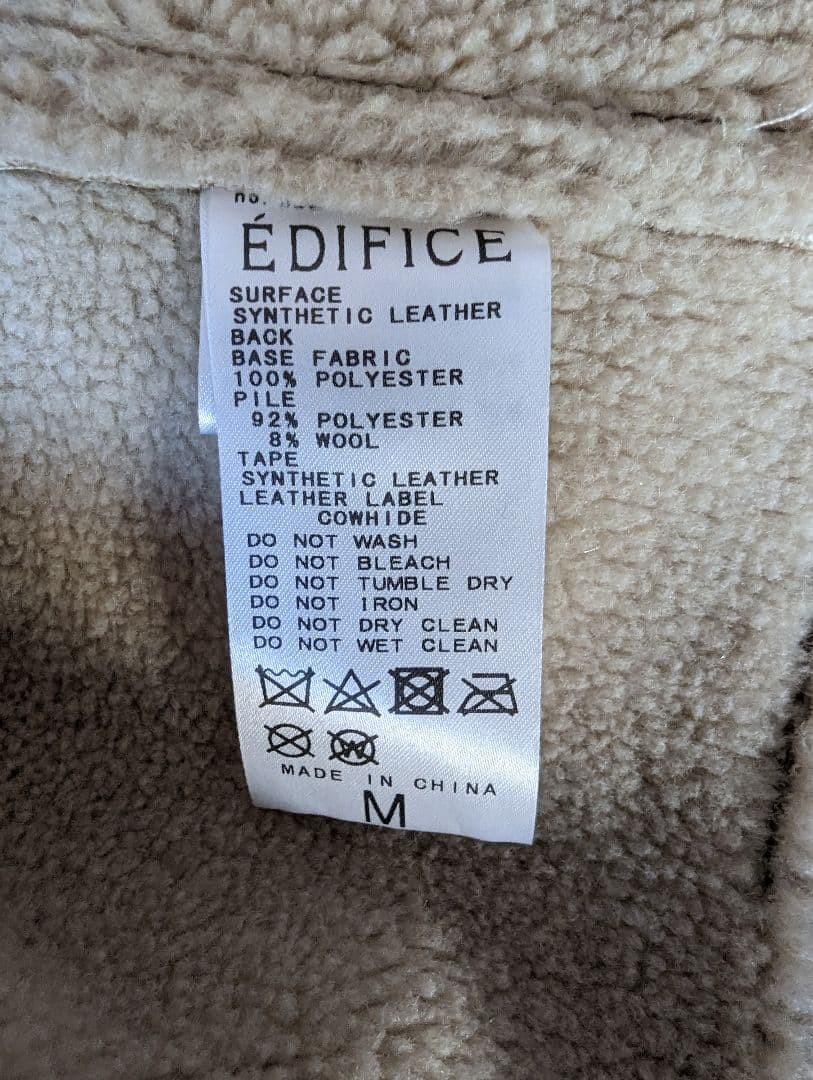 ÉDIFICE
SURFACE
SYNTHETIC LEATHER
BACK
BASE FABRIC
100% POLYESTER
PILE
92% POLYESTER
8% WOOL
TAPE
SYNTHETIC LEATHER
LEATHER LABEL
COWHIDE
DO NOT WASH
DO NOT BLEACH
DO NOT TUMBLE DRY
DO NOT IRON
DO NOT DRY CLEAN
DO NOT WET CLEAN
W
MADE IN CHINA
M